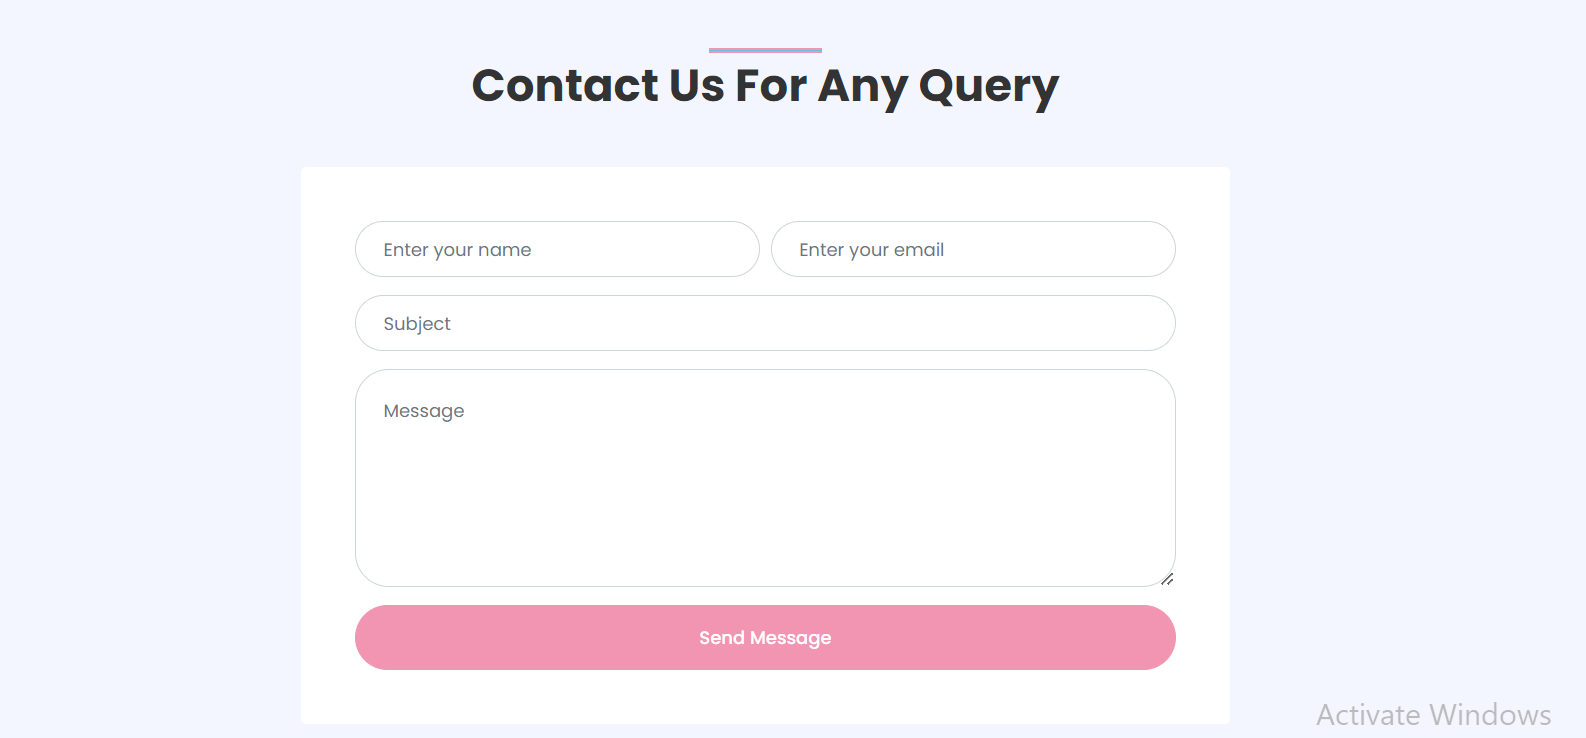 Contact Us For Any Query
Enter your name
Enter your email
Subject
Message
Send Message
Activate Windows